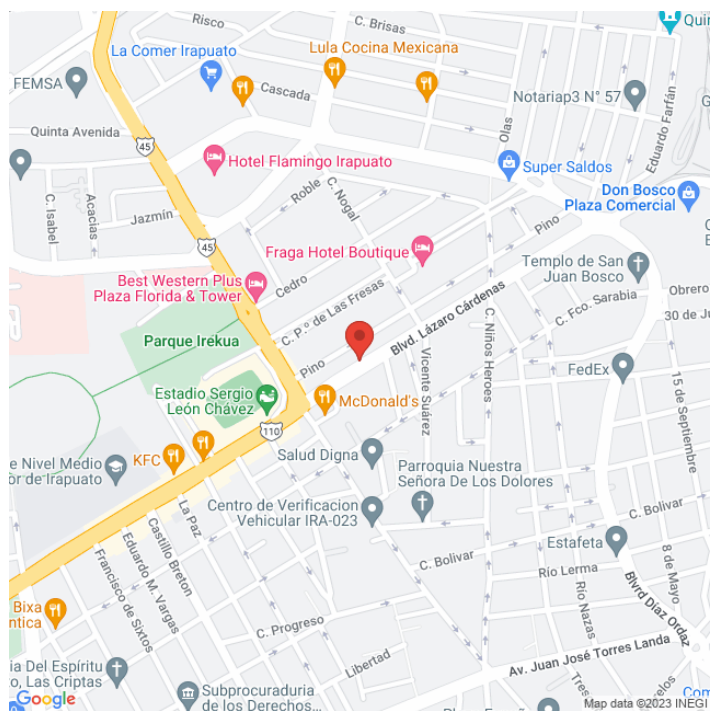 Risco
C. Brisas
Quin
La Comer Irapuato
Lula Cocina Mexicana
FEMSA
Cascada
Notariap3 N° 57
Quinta Avenida
45
Olas
Eduardo Farfán
G
Hotel Flamingo Irapuato
Super Saldos
Roble
C. Nogal
Don Bosco
Plaza Comercial
C. Isabel
Acacias
Jazmín
Pino
C.
E
45
Fraga Hotel Boutique
Templo de San
Juan Bosco
Best Western Plus
Plaza Florida & Tower
Cedro
C. P.º de Las Fresas
Blvd. Lázaro Cárdenas
C. Fco. Sarabia
Obrero
30 de Ju
Parque Irekua
Pino
C. Niños Heroes
Vicente Suárez
FedEx
Estadio Sergio
León Chávez
McDonald's
15 de Septiembre
110
KFC
Salud Digna
e Nivel Medio
or de Irapuato
Parroquia Nuestra
Señora De Los Dolores
La Paz
Centro de Verificacion
Vehicular IRA-023
C. Bolivar
Castillo Breton
Eduardo M. Vargas
Francisco de Sixtos
C. Bolivar
Estafeta
8 de Mayo
Río Lerma
Río Nazas
Blvrd Díaz Ordaz
Bixa
ntica
C. Progreso
Av. Juan José Torres Landa
Libertad
ia Del Espíritu
o, Las Criptas
Subprocuraduria
de los Derechos...
Tres
relos
Com
Google
Map data ©2023 INEGI